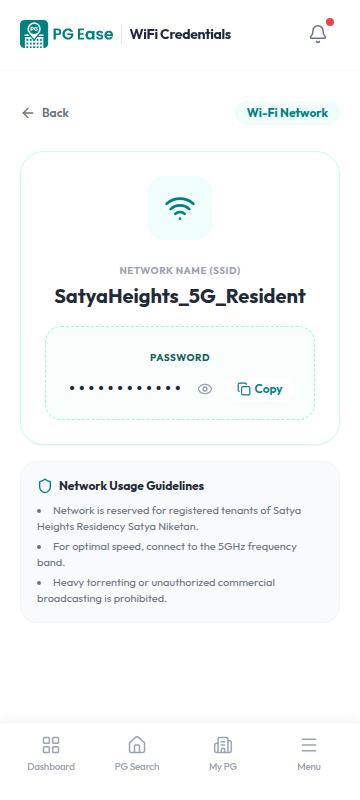 PG
PG Ease
WiFi Credentials
Back
Wi-Fi Network
NETWORK NAME (SSID)
SatyaHeights_5G_Resident
PASSWORD
••••••••••••
Copy
Network Usage Guidelines
• Network is reserved for registered tenants of Satya
Heights Residency Satya Niketan.
• For optimal speed, connect to the 5GHz frequency
band.
• Heavy torrenting or unauthorized commercial
broadcasting is prohibited.
Dashboard
PG Search
My PG
Menu